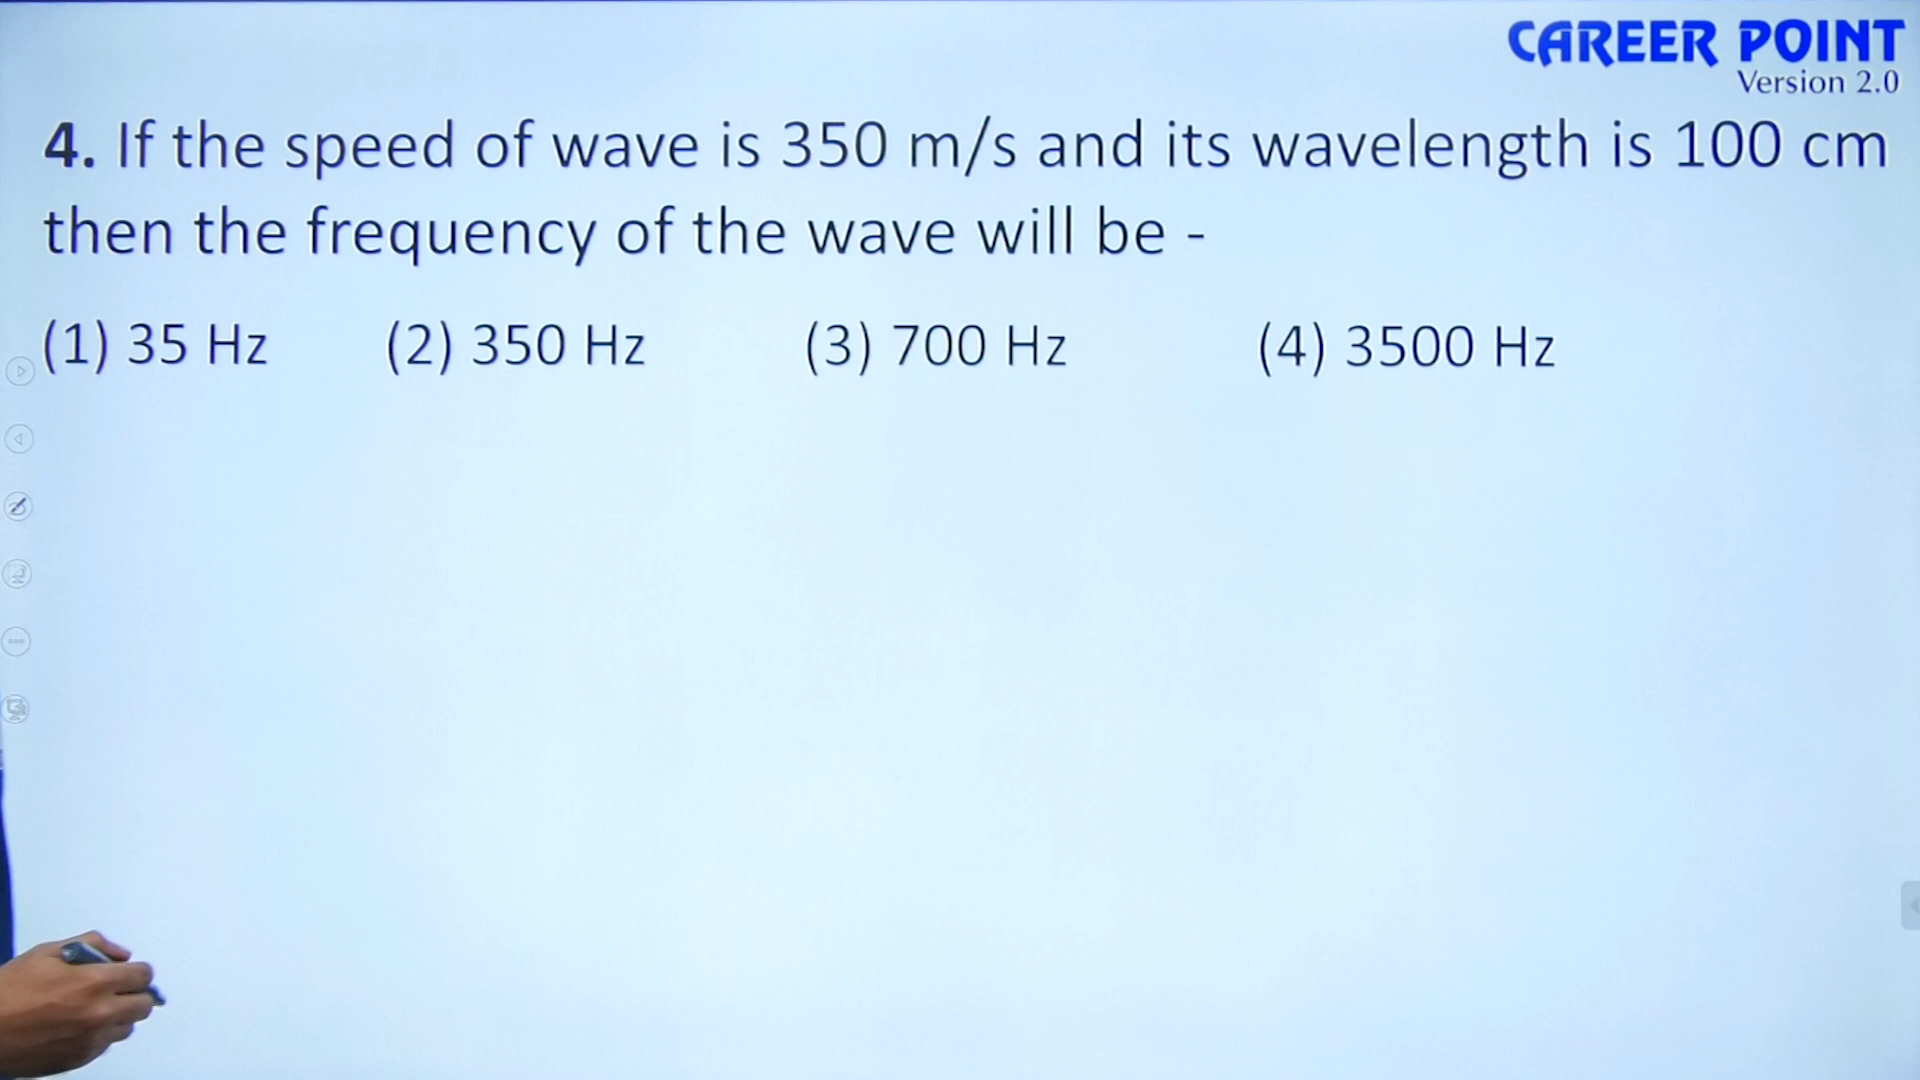 CAREER POINT
Version 2.0
4. If the speed of wave is 350 m/s and its wavelength is 100 cm
then the frequency of the wave will be -
(1) 35 Hz (2) 350 Hz (3) 700 Hz (4) 3500 Hz